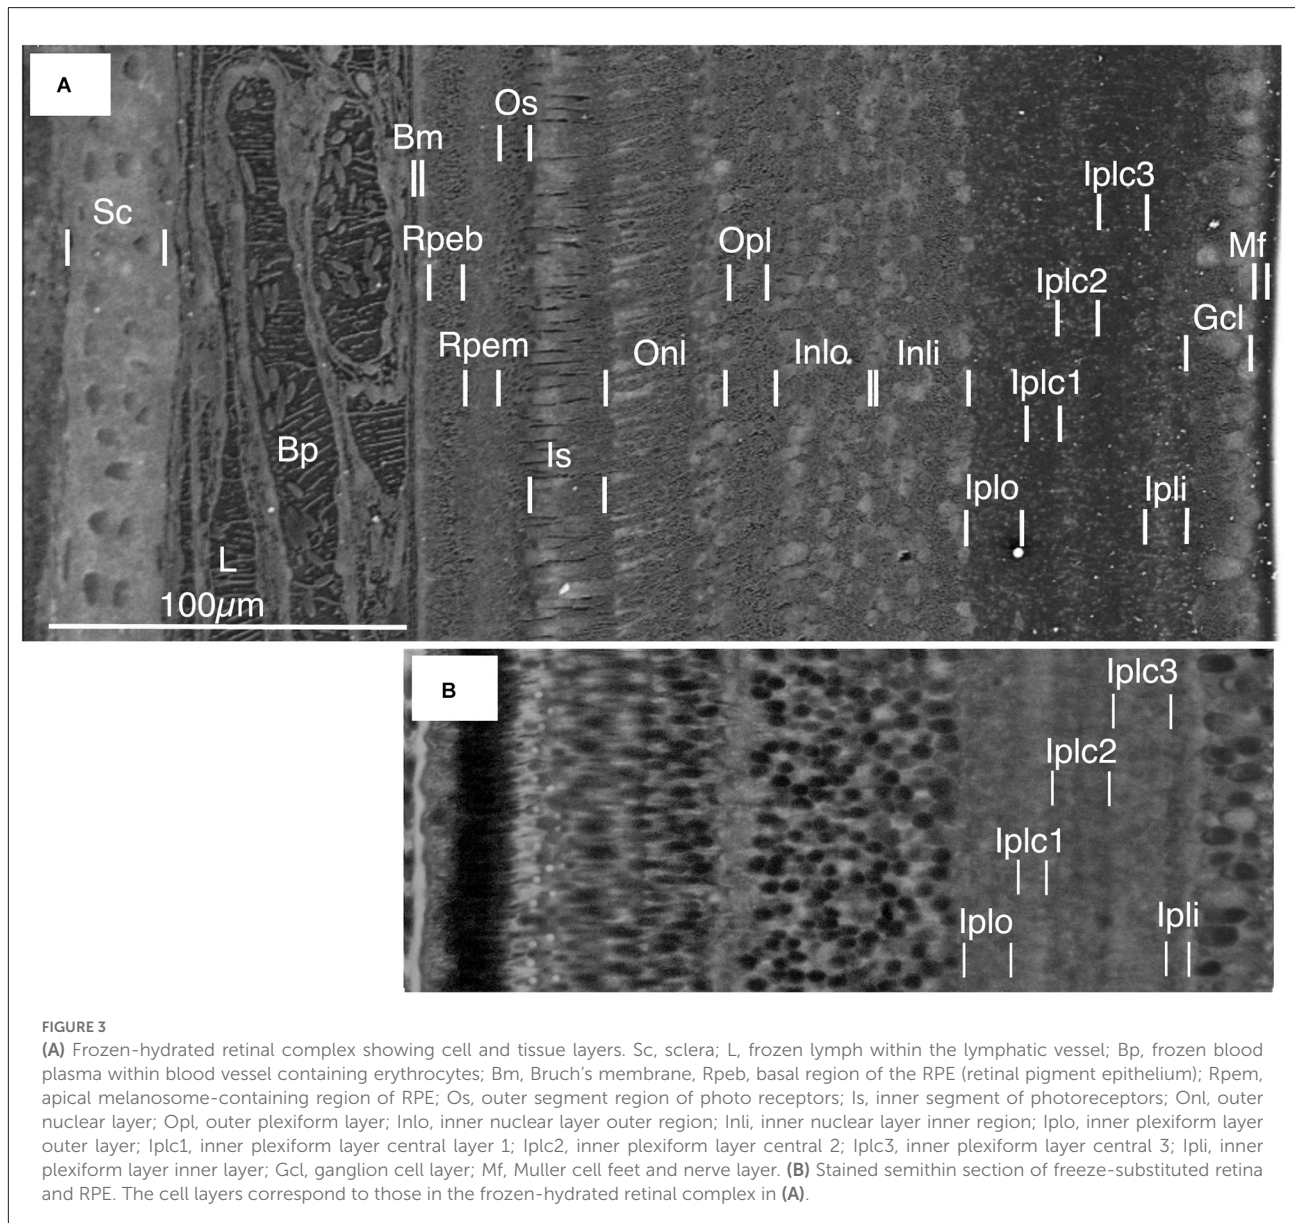 A
Os
Bm
Iplc3
Sc
Rpeb
Opl
Mf
Iplc2
Gcl
Rpem
Onl
Inlo
Inli
Iplc1
Bp
Is
Iplo
Ipli
L
100µm
B
Iplc3
Iplc2
Iplc1
Iplo
Ipli
FIGURE 3
(A) Frozen-hydrated retinal complex showing cell and tissue layers. Sc, sclera; L, frozen lymph within the lymphatic vessel; Bp, frozen blood
plasma within blood vessel containing erythrocytes; Bm, Bruch's membrane, Rpeb, basal region of the RPE (retinal pigment epithelium); Rpem,
apical melanosome-containing region of RPE; Os, outer segment region of photo receptors; Is, inner segment of photoreceptors; Onl, outer
nuclear layer; Opl, outer plexiform layer; Inlo, inner nuclear layer outer region; Inli, inner nuclear layer inner region; Iplo, inner plexiform layer
outer layer; Iplc1, inner plexiform layer central layer 1; Iplc2, inner plexiform layer central 2; Iplc3, inner plexiform layer central 3; Ipli, inner
plexiform layer inner layer; Gcl, ganglion cell layer; Mf, Muller cell feet and nerve layer. (B) Stained semithin section of freeze-substituted retina
and RPE. The cell layers correspond to those in the frozen-hydrated retinal complex in (A).